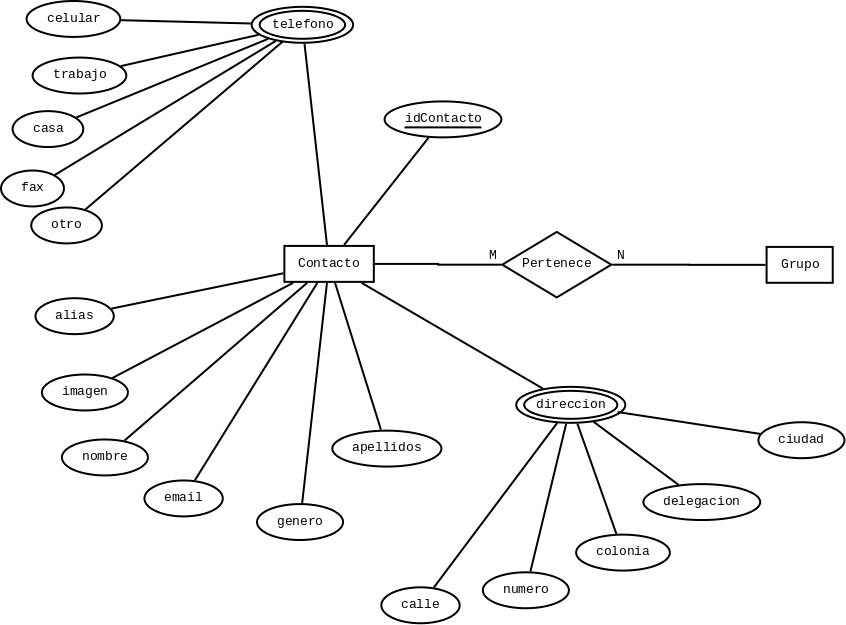 celular
telefono
trabajo
casa
idContacto
fax
otro
Contacto
M
Pertenece
N
Grupo
alias
imagen
direccion
nombre
apellidos
ciudad
email
delegacion
genero
colonia
numero
calle